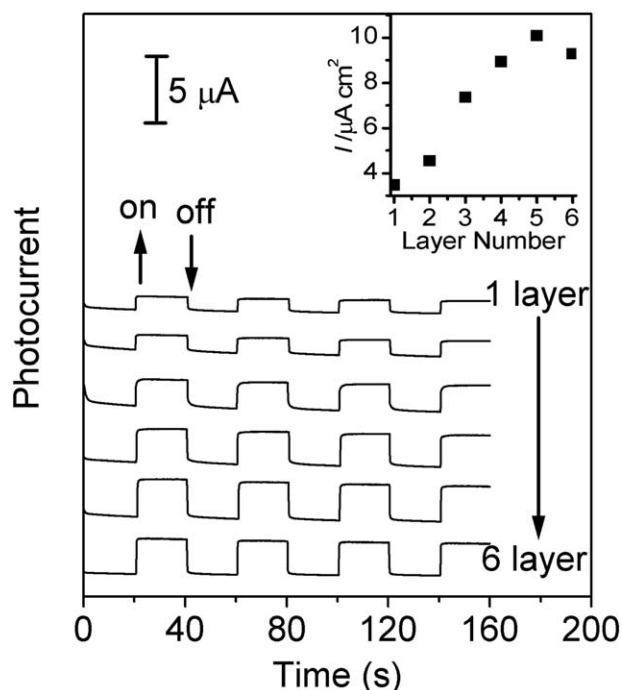 5 μA
10
8
6
4
I /μA cm²
1 2 3 4 5 6
Layer Number
on off
1 layer
6 layer
Photocurrent
0 40 80 120 160 200
Time (s)